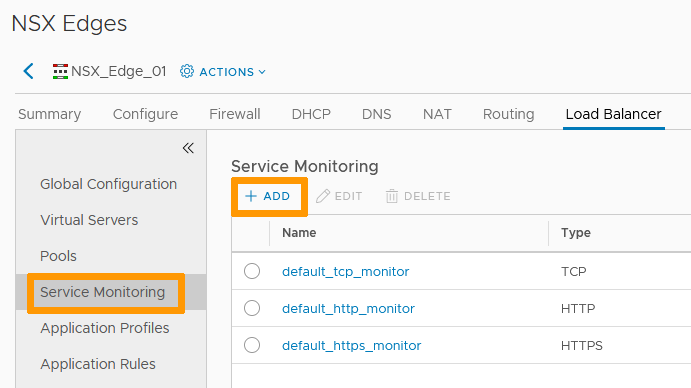 NSX Edges
NSX_Edge_01 ACTIONS
Summary Configure Firewall DHCP DNS NAT Routing Load Balancer
Global Configuration
Virtual Servers
Pools
Service Monitoring
Application Profiles
Application Rules
Service Monitoring
+ ADD EDIT DELETE
Name Type
default_tcp_monitor TCP
default_http_monitor HTTP
default_https_monitor HTTPS